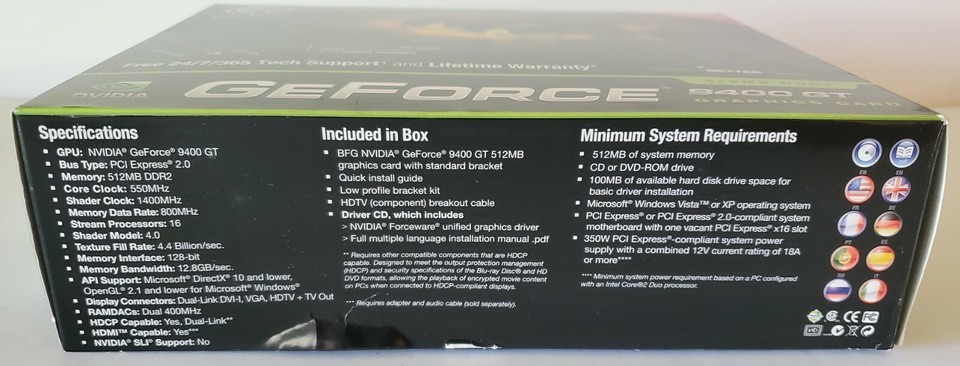 Free 24/7/365 Tech Support¹ and Lifetime Warranty*
NVIDIA
GEFORCE®
9400 GT
GRAPHICS CARD
Specifications
▪ GPU: NVIDIA® GeForce® 9400 GT
▪ Bus Type: PCI Express® 2.0
▪ Memory: 512MB DDR2
▪ Core Clock: 550MHz
▪ Shader Clock: 1400MHz
▪ Memory Data Rate: 800MHz
▪ Stream Processors: 16
▪ Shader Model: 4.0
▪ Texture Fill Rate: 4.4 Billion/sec.
▪ Memory Interface: 128-bit
▪ Memory Bandwidth: 12.8GB/sec.
▪ API Support: Microsoft® DirectX® 10 and lower,
OpenGL® 2.1 and lower for Microsoft® Windows®
▪ Display Connectors: Dual-Link DVI-I, VGA, HDTV + TV Out
▪ RAMDACs: Dual 400MHz
▪ HDCP Capable: Yes, Dual-Link**
▪ HDMI™ Capable: Yes***
▪ NVIDIA® SLI® Support: No
Included in Box
▪ BFG NVIDIA® GeForce® 9400 GT 512MB
graphics card with standard bracket
▪ Quick install guide
▪ Low profile bracket kit
▪ HDTV (component) breakout cable
▪ Driver CD, which includes
> NVIDIA® Forceware® unified graphics driver
> Full multiple language installation manual .pdf
** Requires other compatible components that are HDCP
capable. Designed to meet the output protection management
(HDCP) and security specifications of the Blu-ray Disc® and HD
DVD formats, allowing the playback of encrypted movie content
on PCs when connected to HDCP-compliant displays.
*** Requires adapter and audio cable (sold separately).
Minimum System Requirements
▪ 512MB of system memory
▪ CD or DVD-ROM drive
▪ 100MB of available hard disk drive space for
basic driver installation
▪ Microsoft® Windows Vista™ or XP operating system
▪ PCI Express® or PCI Express® 2.0-compliant system
motherboard with one vacant PCI Express® x16 slot
▪ 350W PCI Express®-compliant system power
supply with a combined 12V current rating of 18A
or more****
**** Minimum system power requirement based on a PC configured
with an Intel Core®2 Duo processor.
EN
FR DE
PT ES
CE FC